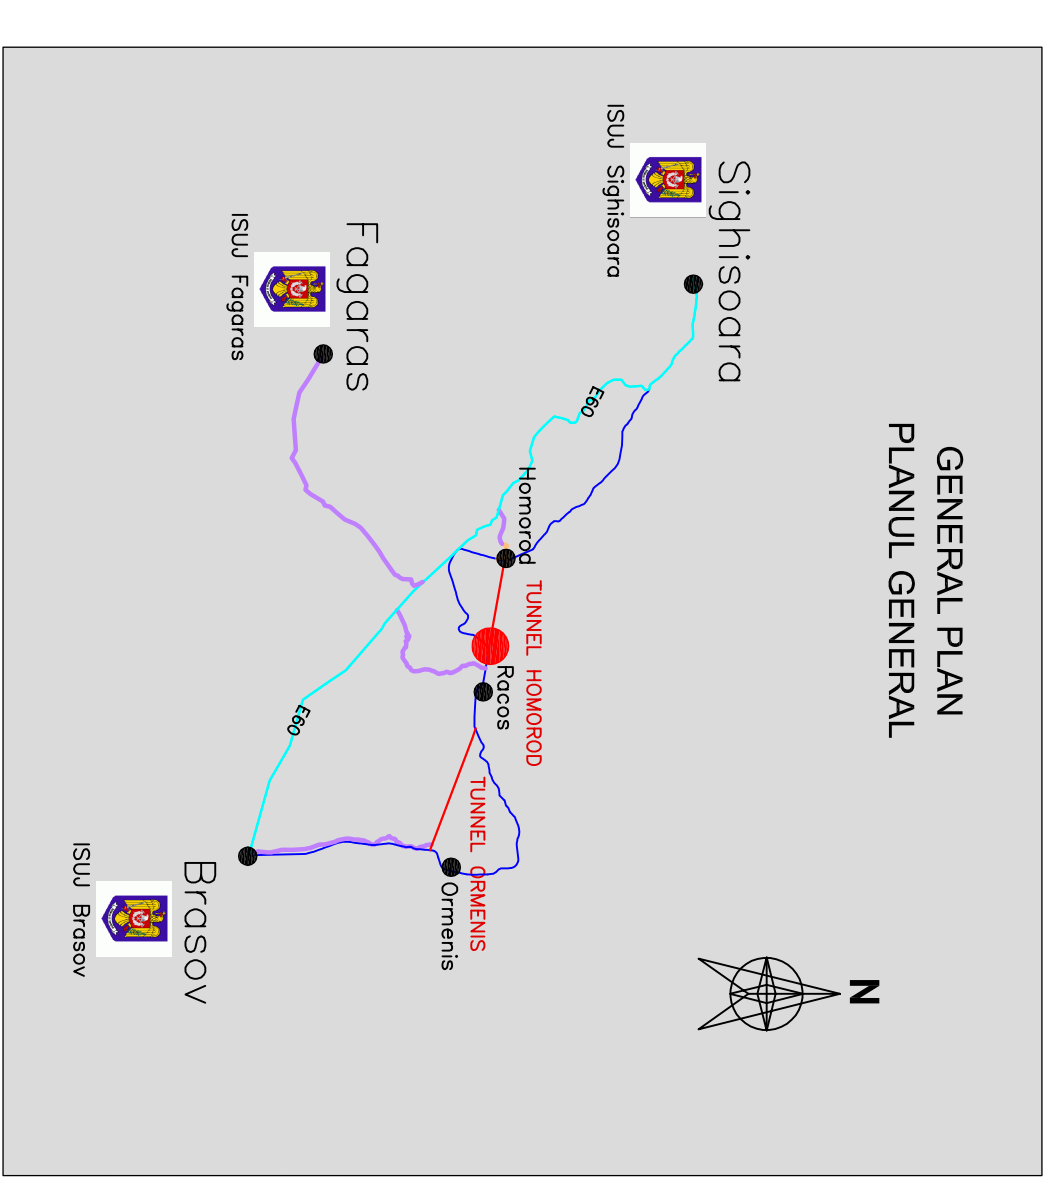 GENERAL PLAN
PLANUL GENERAL
N
Sighisoara
ISUJ Sighisoara
E60
Homorod
TUNNEL HOMOROD
Fagaras
ISUJ Fagaras
Racos
TUNNEL ORMENIS
Ormenis
E60
Brasov
ISUJ Brasov